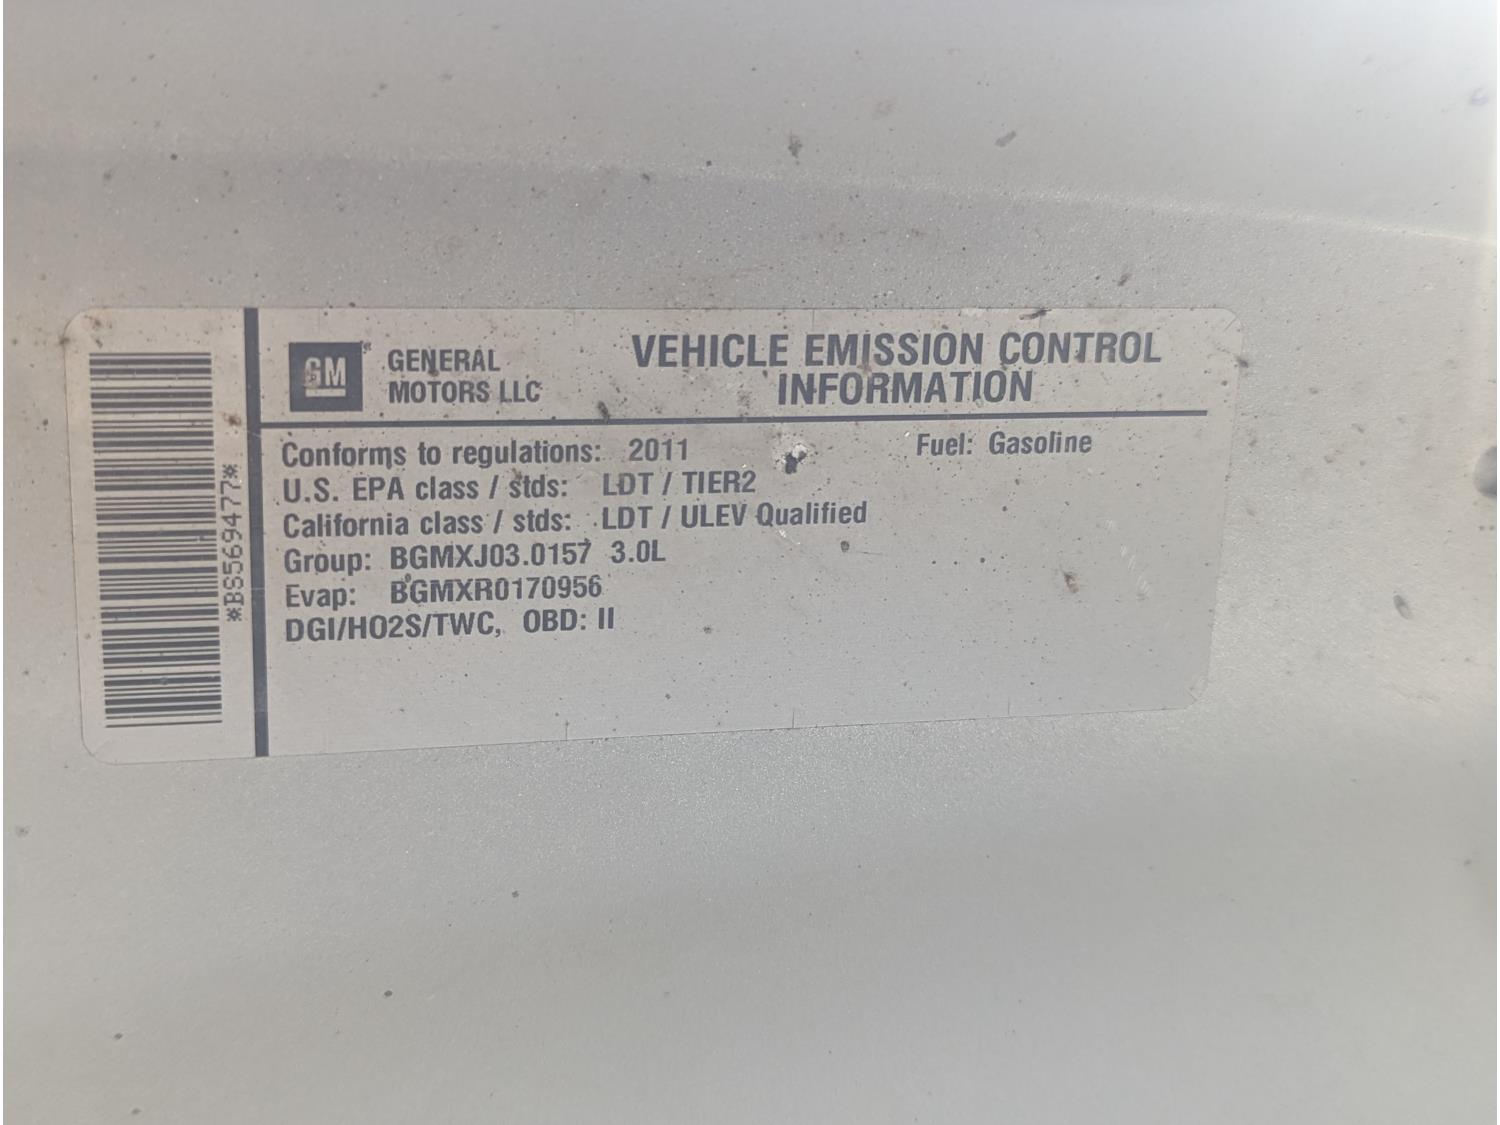 *BS569477*
GM
GENERAL
MOTORS LLC
VEHICLE EMISSION CONTROL
INFORMATION
Conforms to regulations: 2011
Fuel: Gasoline
U.S. EPA class / stds: LDT / TIER2
California class / stds: LDT / ULEV Qualified
Group: BGMXJ03.0157 3.0L
Evap: BGMXR0170956
DGI/HO2S/TWC, OBD: II